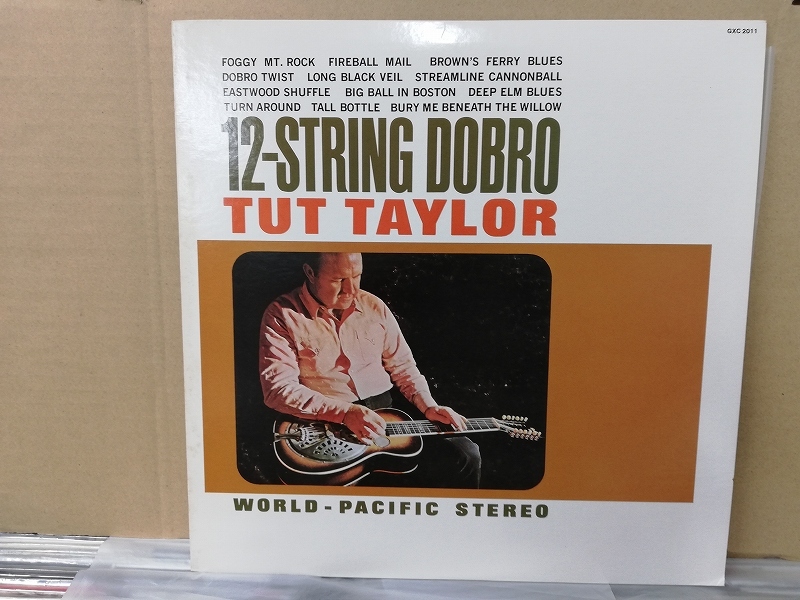 GXC 2011
FOGGY MT. ROCK FIREBALL MAIL BROWN'S FERRY BLUES
DOBRO TWIST LONG BLACK VEIL STREAMLINE CANNONBALL
EASTWOOD SHUFFLE BIG BALL IN BOSTON DEEP ELM BLUES
TURN AROUND TALL BOTTLE BURY ME BENEATH THE WILLOW
12-STRING DOBRO
TUT TAYLOR
WORLD-PACIFIC STEREO